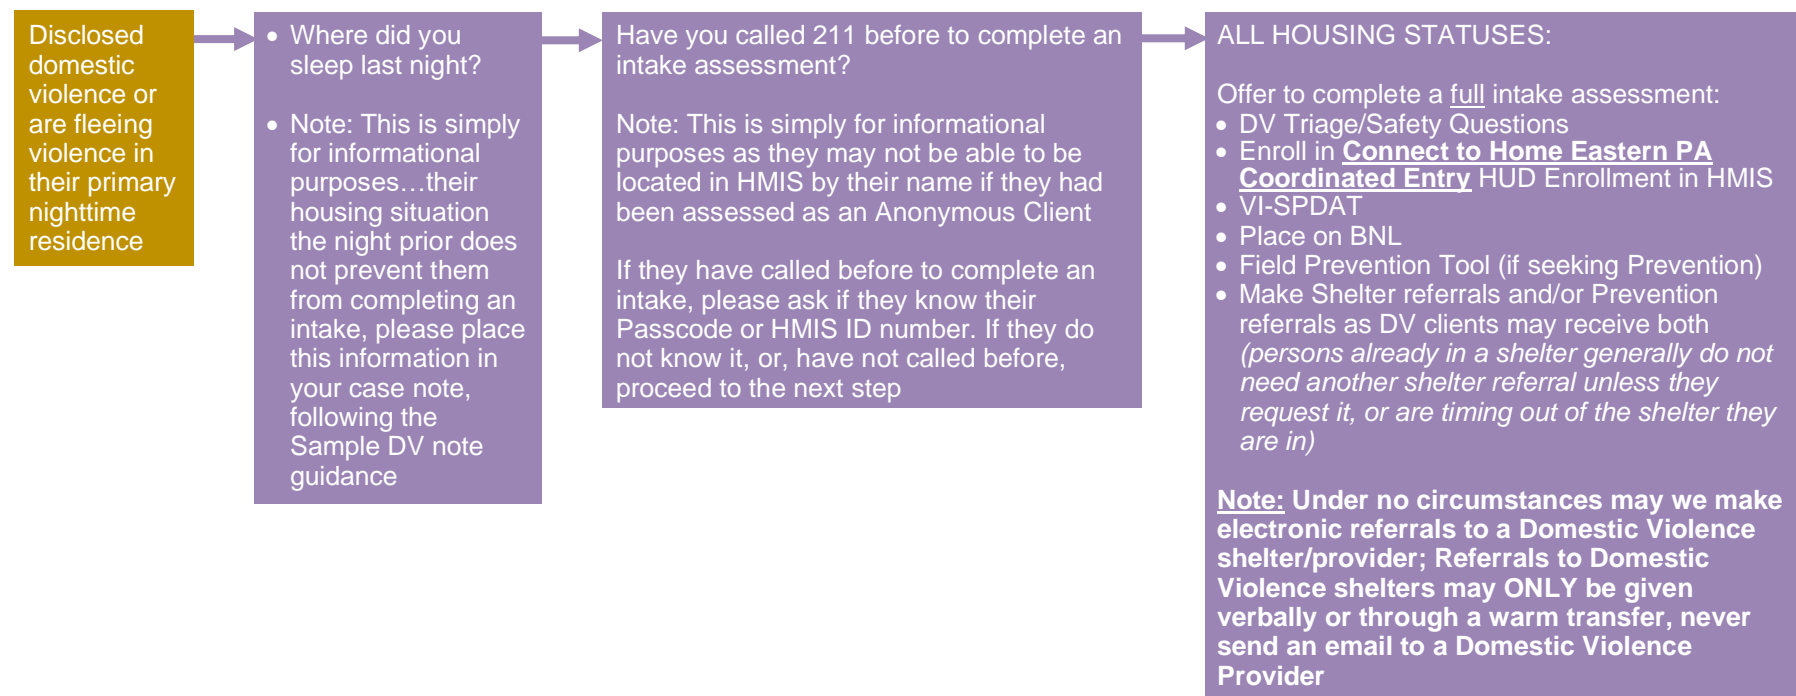 Disclosed
domestic
violence or
are fleeing
violence in
their primary
nighttime
residence
• Where did you
sleep last night?
• Note: This is simply
for informational
purposes…their
housing situation
the night prior does
not prevent them
from completing an
intake, please place
this information in
your case note,
following the
Sample DV note
guidance
Have you called 211 before to complete an
intake assessment?
Note: This is simply for informational
purposes as they may not be able to be
located in HMIS by their name if they had
been assessed as an Anonymous Client
If they have called before to complete an
intake, please ask if they know their
Passcode or HMIS ID number. If they do
not know it, or, have not called before,
proceed to the next step
ALL HOUSING STATUSES:
Offer to complete a full intake assessment:
• DV Triage/Safety Questions
• Enroll in Connect to Home Eastern PA
Coordinated Entry HUD Enrollment in HMIS
• VI-SPDAT
• Place on BNL
• Field Prevention Tool (if seeking Prevention)
• Make Shelter referrals and/or Prevention
referrals as DV clients may receive both
(persons already in a shelter generally do not
need another shelter referral unless they
request it, or are timing out of the shelter they
are in)
Note: Under no circumstances may we make
electronic referrals to a Domestic Violence
shelter/provider; Referrals to Domestic
Violence shelters may ONLY be given
verbally or through a warm transfer, never
send an email to a Domestic Violence
Provider